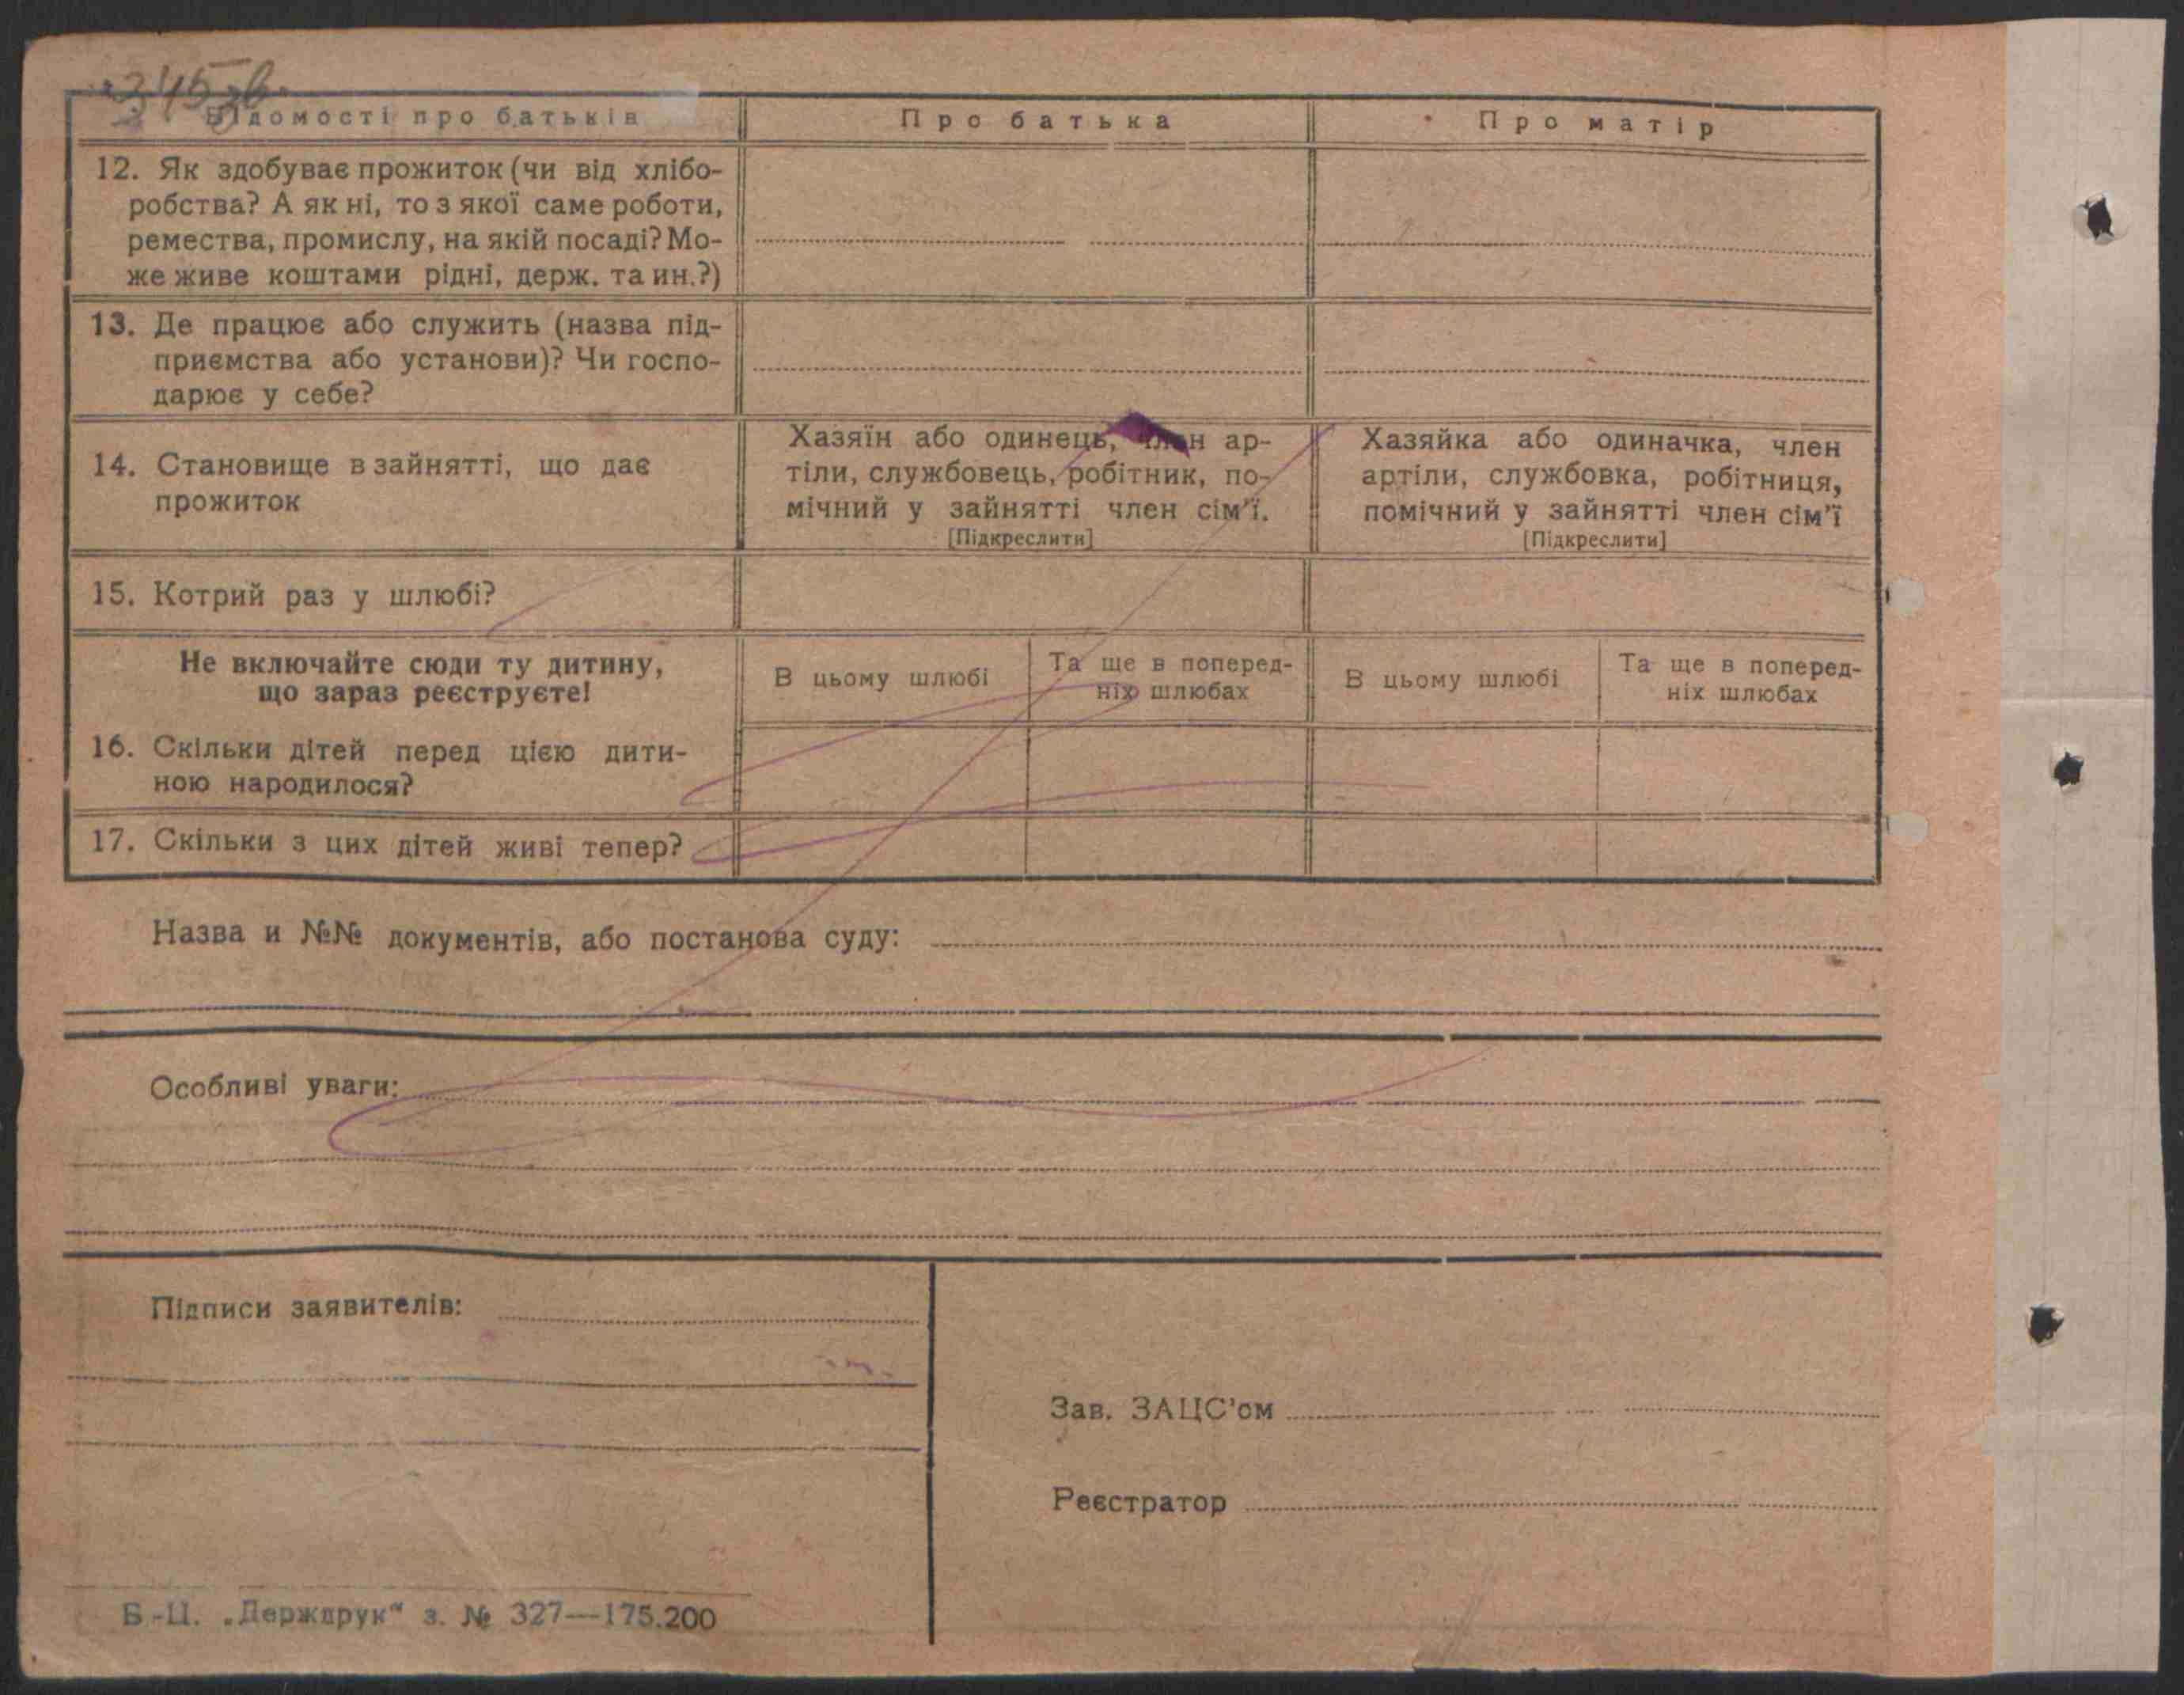 345 зв.
Відомості про батьків
Про батька
Про матір
12. Як здобуває прожиток (чи від хлібо-
робства? А як ні, то з якої саме роботи,
ремества, промислу, на якій посаді? Мо-
же живе коштами рідні, держ. та ин.?)
13. Де працює або служить (назва під-
приємства або установи)? Чи госпо-
дарює у себе?
14. Становище в зайнятті, що дає
прожиток
Хазяїн або одинець, член ар-
тіли, службовець, робітник, по-
мічний у зайнятті член сім'ї.
[Підкреслити]
Хазяйка або одиначка, член
артіли, службовка, робітниця,
помічний у зайнятті член сім'ї
[Підкреслити]
15. Котрий раз у шлюбі?
Не включайте сюди ту дитину,
що зараз реєструєте!
В цьому шлюбі
Та ще в поперед-
ніх шлюбах
В цьому шлюбі
Та ще в поперед-
ніх шлюбах
16. Скільки дітей перед цією дити-
ною народилося?
17. Скільки з цих дітей живі тепер?
Назва и №№ документів, або постанова суду:
Особливі уваги:
Підписи заявителів:
Зав. ЗАЦС'ом
Реєстратор
Б.-Ц. „Держдрук“ з. № 327—175.200